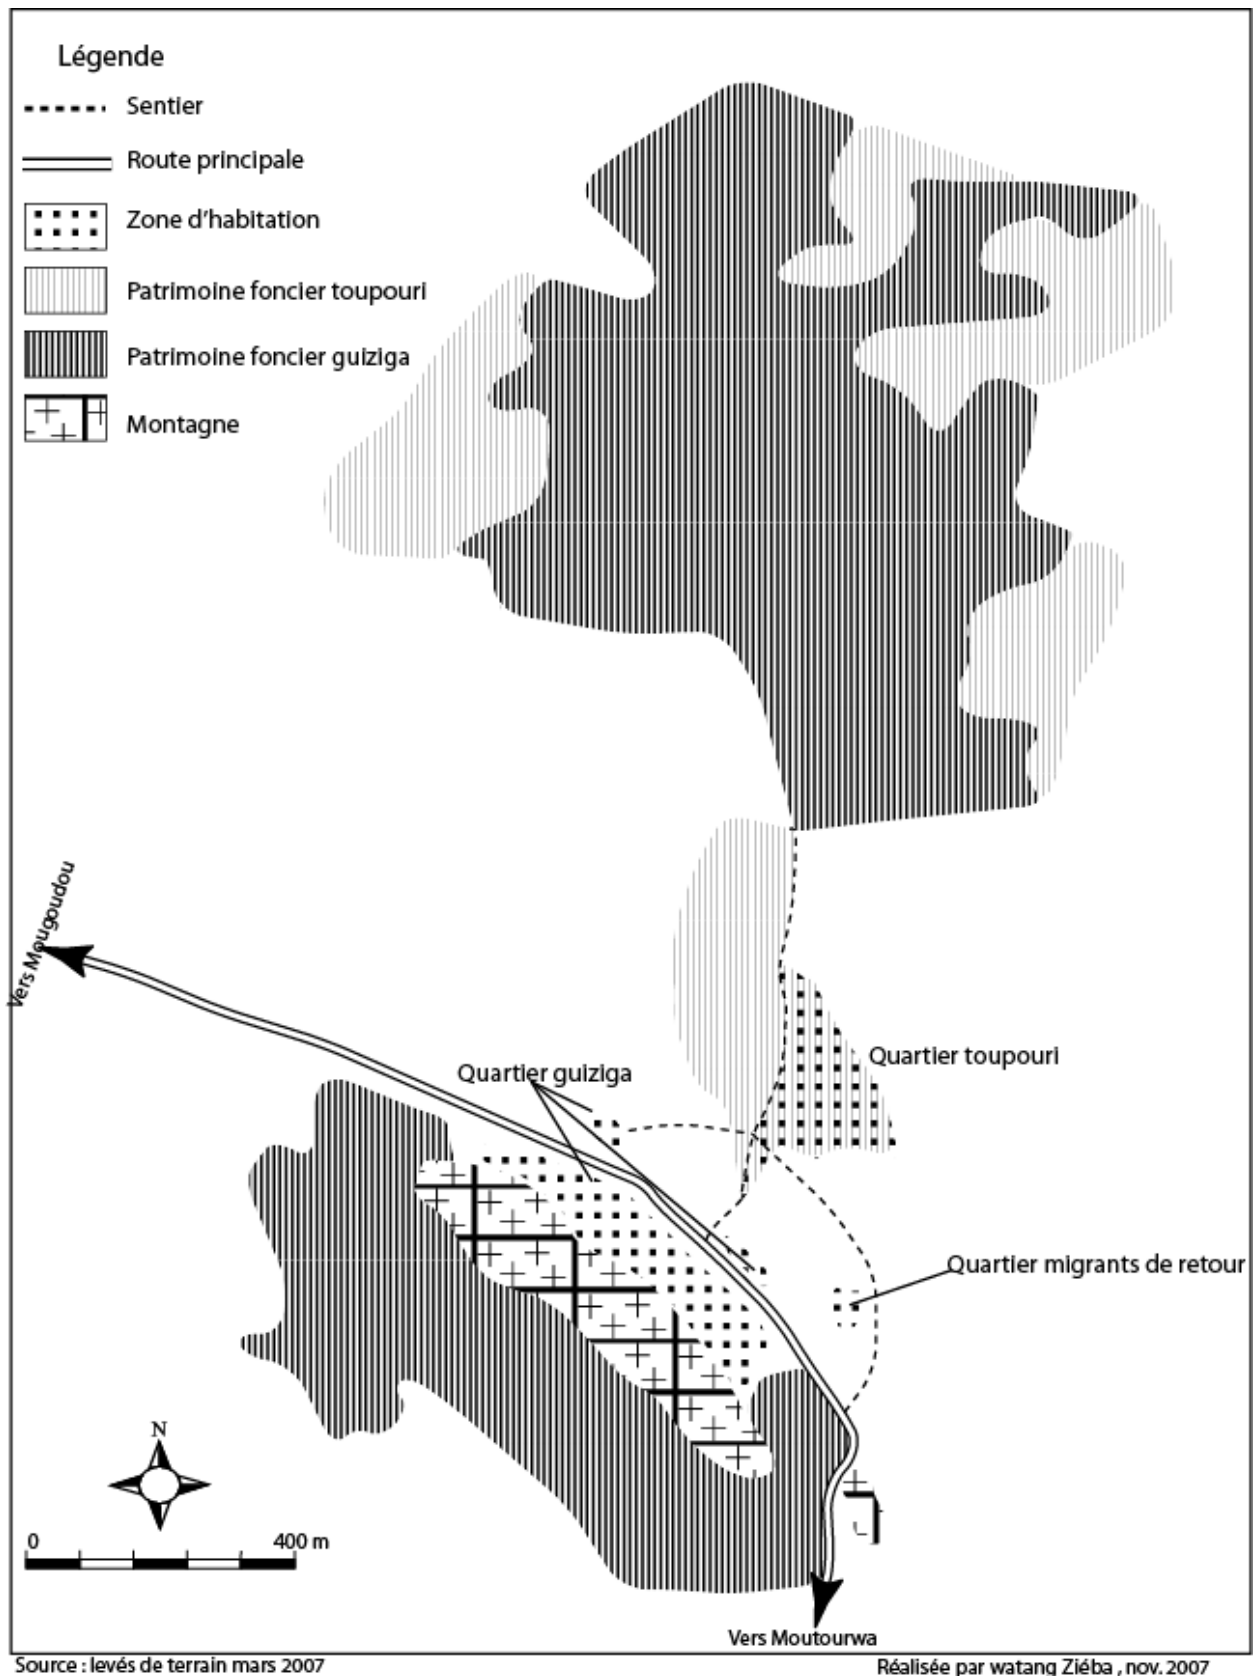 Légende
Sentier
Route principale
Zone d'habitation
Patrimoine foncier toupouri
Patrimoine foncier guiziga
Montagne
Vers Mougoudou
Quartier toupouri
Quartier guiziga
Quartier migrants de retour
N
0 400 m
Vers Moutourwa
Source : levés de terrain mars 2007
Réalisée par watang Ziéba , nov. 2007